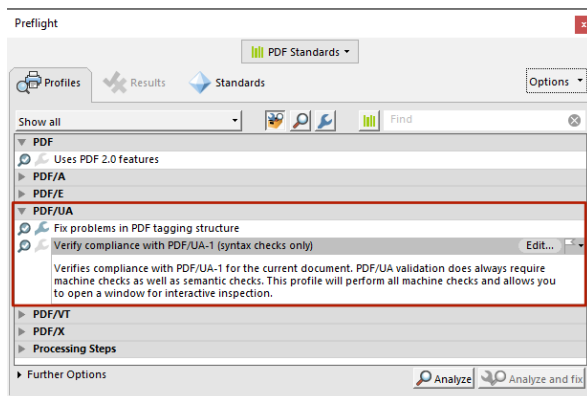 Preflight
PDF Standards
Profiles Results Standards Options
Show all Find
PDF
Uses PDF 2.0 features
PDF/A
PDF/E
PDF/UA
Fix problems in PDF tagging structure
Verify compliance with PDF/UA-1 (syntax checks only) Edit...
Verifies compliance with PDF/UA-1 for the current document. PDF/UA validation does always require
machine checks as well as semantic checks. This profile will perform all machine checks and allows you
to open a window for interactive inspection.
PDF/VT
PDF/X
Processing Steps
Further Options Analyze Analyze and fix